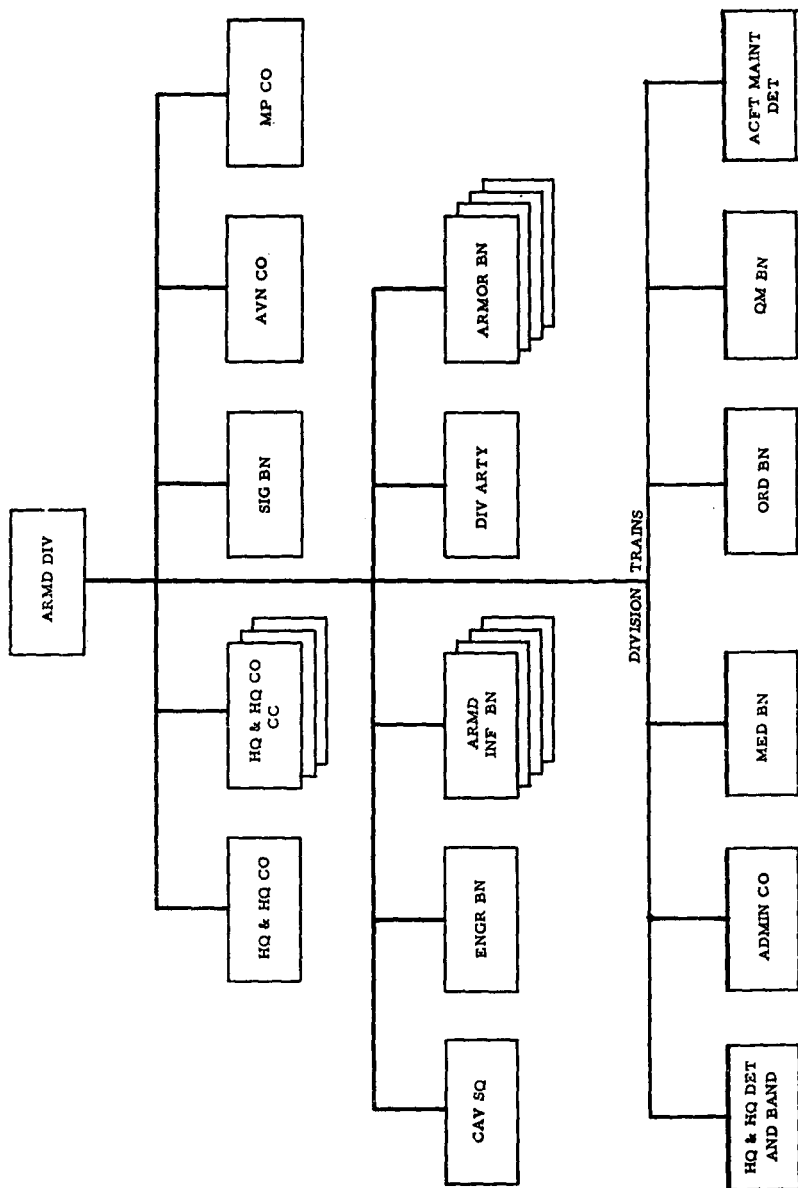 ARMD DIV
HQ & HQ CO
HQ & HQ CO
CC
SIG BN
AVN CO
MP CO
CAV SQ
ENGR BN
ARMD
INF BN
DIV ARTY
ARMOR BN
DIVISION TRAINS
HQ & HQ DET
AND BAND
ADMIN CO
MED BN
ORD BN
QM BN
ACFT MAINT
DET